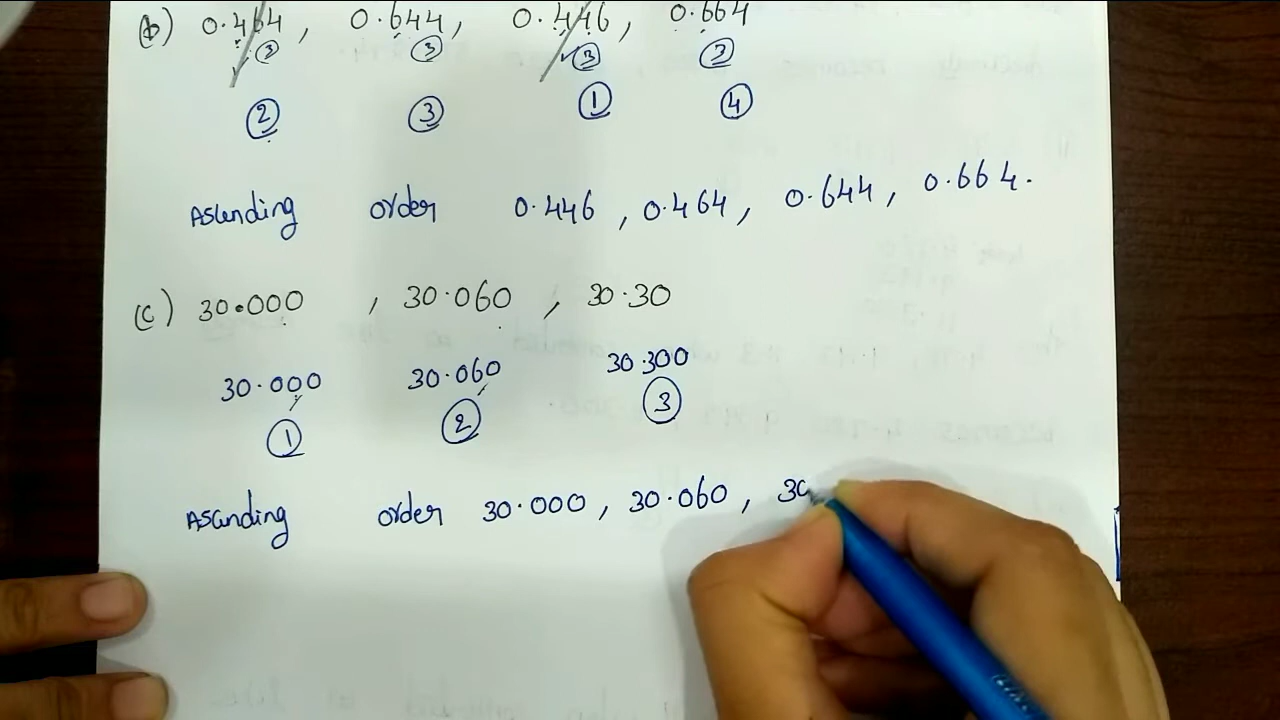 (b) 0.464 , 0.644 , 0.446 , 0.664
3 3 3 3
2 3 1 4
Ascending order 0.446 , 0.464 , 0.644 , 0.664.
(c) 30.000 , 30.060 , 30.30
30.000 30.060 30.300
1 2 3
Ascending order 30.000 , 30.060 , 30